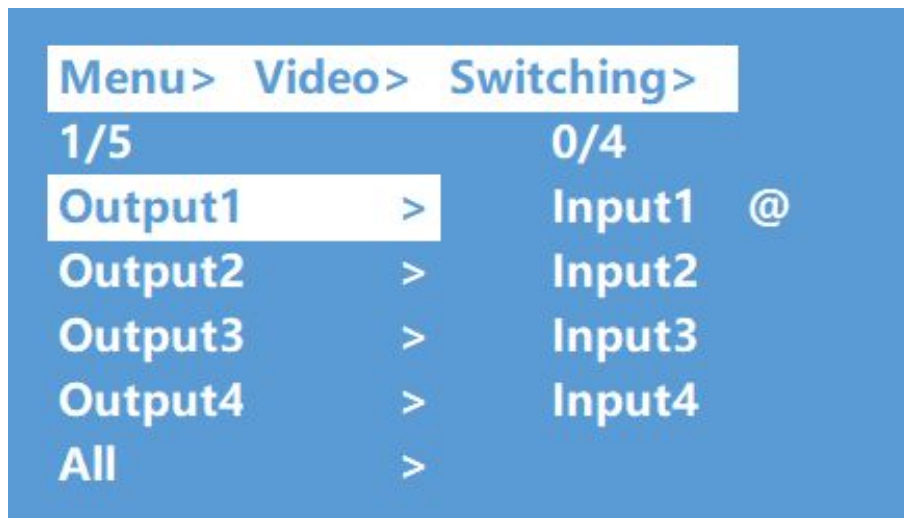 Menu> Video> Switching>
1/5 0/4
Output1 > Input1 @
Output2 > Input2
Output3 > Input3
Output4 > Input4
All >